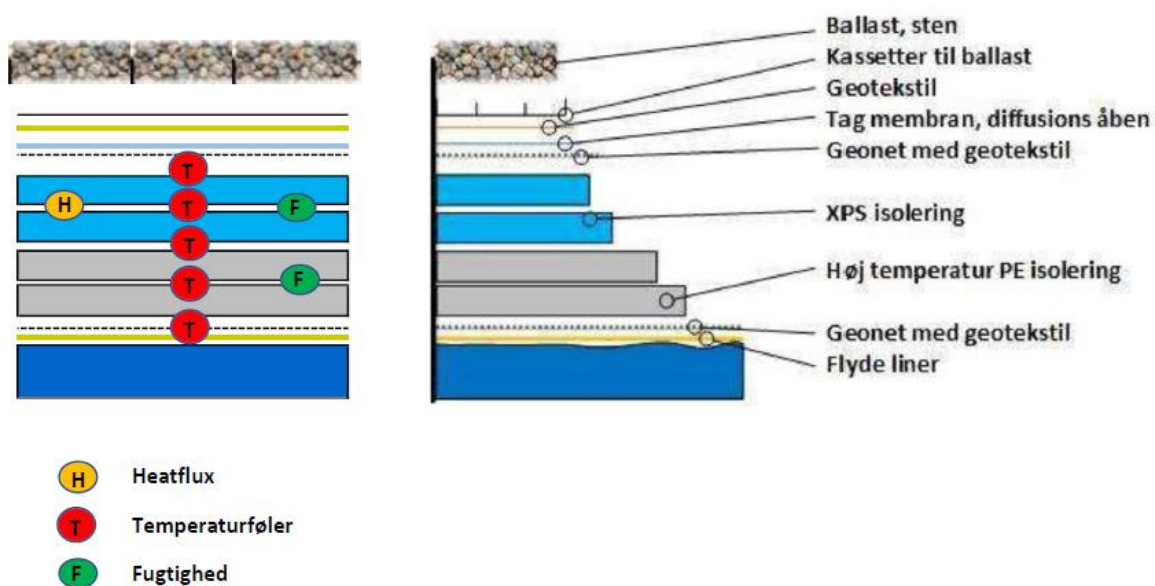 Ballast, sten
Kassetter til ballast
Geotekstil
Tag membran, diffusions åben
Geonet med geotekstil
XPS isolering
Høj temperatur PE isolering
Geonet med geotekstil
Flyde liner
T
H T F
T
T F
T
H Heatflux
T Temperaturføler
F Fugtighed